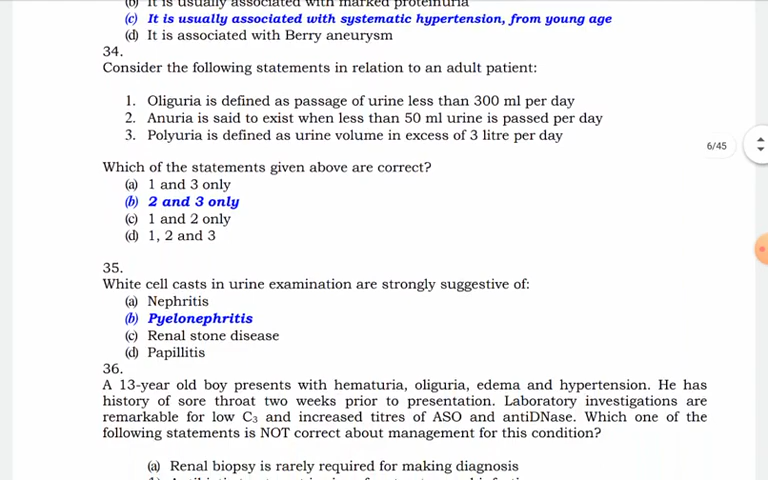 (b) It is usually associated with marked proteinuria
(c) It is usually associated with systematic hypertension, from young age
(d) It is associated with Berry aneurysm
34.
Consider the following statements in relation to an adult patient:
1. Oliguria is defined as passage of urine less than 300 ml per day
2. Anuria is said to exist when less than 50 ml urine is passed per day
3. Polyuria is defined as urine volume in excess of 3 litre per day
6/45
Which of the statements given above are correct?
(a) 1 and 3 only
(b) 2 and 3 only
(c) 1 and 2 only
(d) 1, 2 and 3
35.
White cell casts in urine examination are strongly suggestive of:
(a) Nephritis
(b) Pyelonephritis
(c) Renal stone disease
(d) Papillitis
36.
A 13-year old boy presents with hematuria, oliguria, edema and hypertension. He has
history of sore throat two weeks prior to presentation. Laboratory investigations are
remarkable for low C₃ and increased titres of ASO and antiDNase. Which one of the
following statements is NOT correct about management for this condition?
(a) Renal biopsy is rarely required for making diagnosis